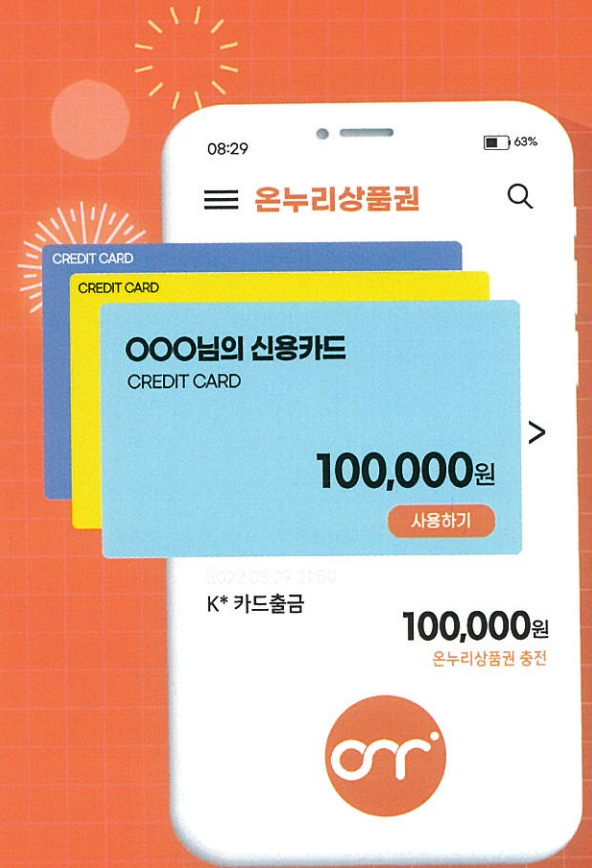 08:29
63%
온누리상품권
CREDIT CARD
CREDIT CARD
OOO님의 신용카드
CREDIT CARD
100,000원
>
사용하기
2022.08.29 21:50
K* 카드출금
100,000원
온누리상품권 충전
onr